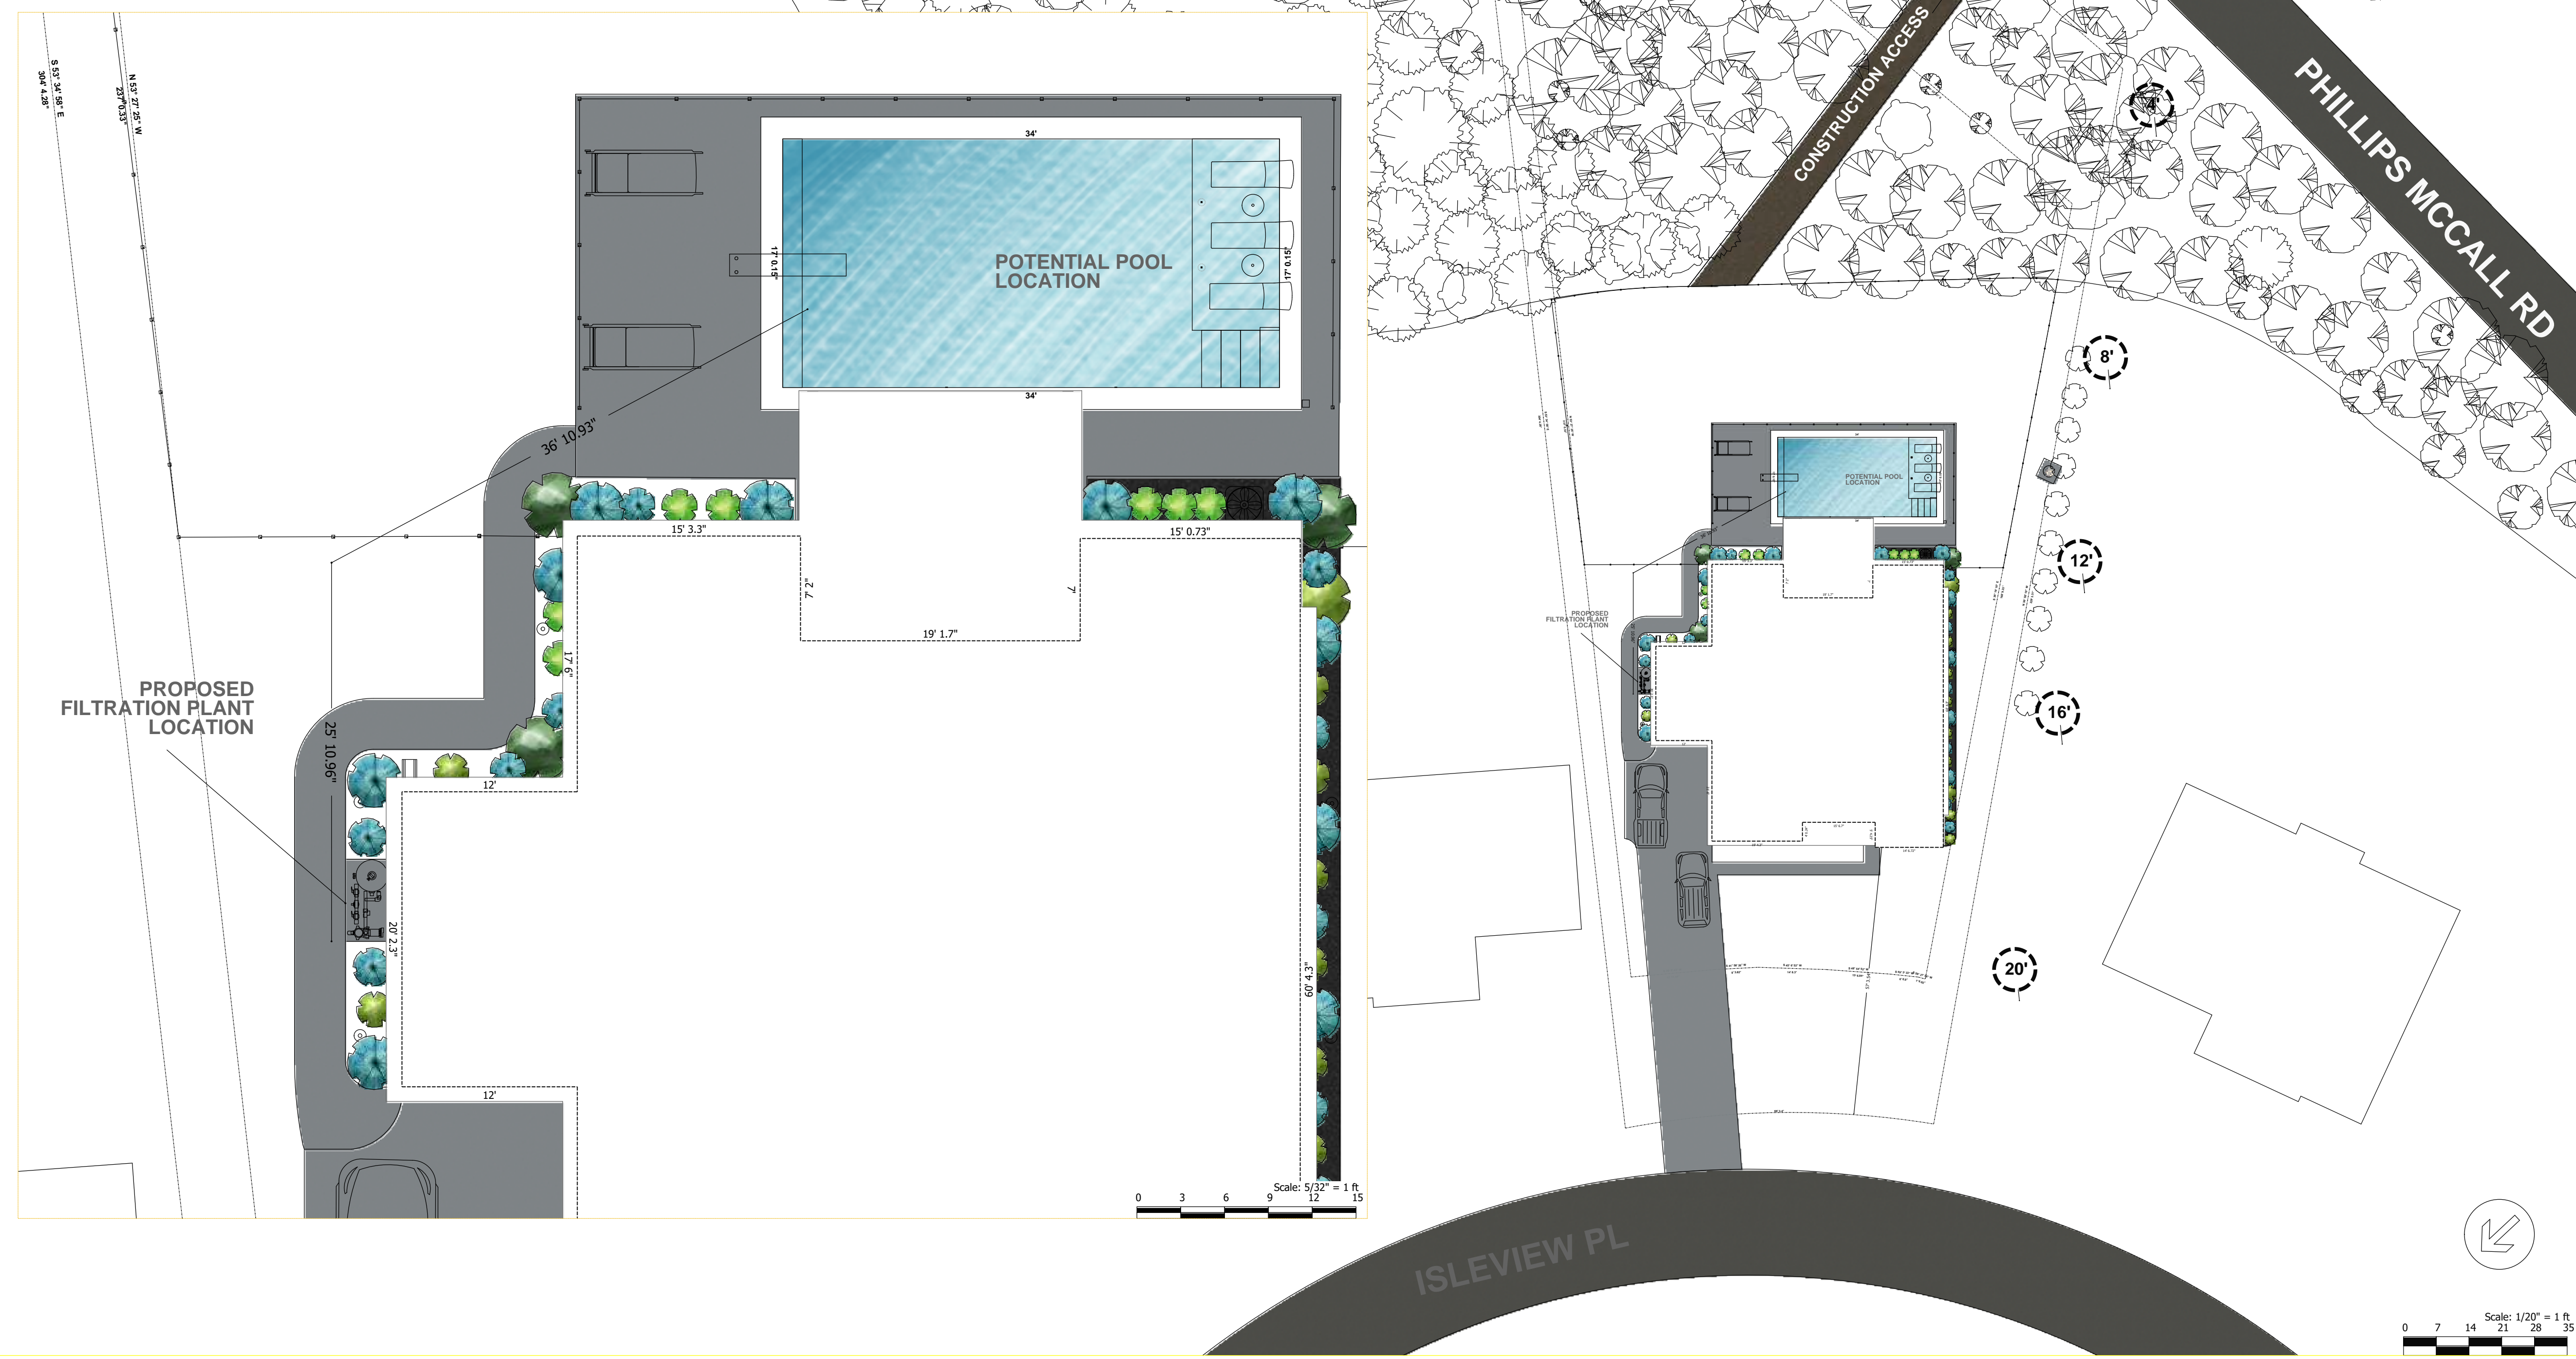 S 53° 34' 58" E
304' 4.28"
N 53° 27' 25" W
237' 0.33"
34'
17' 0.15"
17' 0.15"
POTENTIAL POOL
LOCATION
34'
36' 10.93"
15' 3.3"
15' 0.73"
7' 2"
7'
19' 1.7"
17' 6"
PROPOSED
FILTRATION PLANT
LOCATION
25' 10.96"
12'
20' 2.3"
60' 4.3"
12'
Scale: 5/32" = 1 ft
0 3 6 9 12 15
CONSTRUCTION ACCESS
PHILLIPS MCCALL RD
4'
8'
12'
16'
20'
POTENTIAL POOL
LOCATION
PROPOSED
FILTRATION PLANT
LOCATION
ISLEVIEW PL
Scale: 1/20" = 1 ft
0 7 14 21 28 35